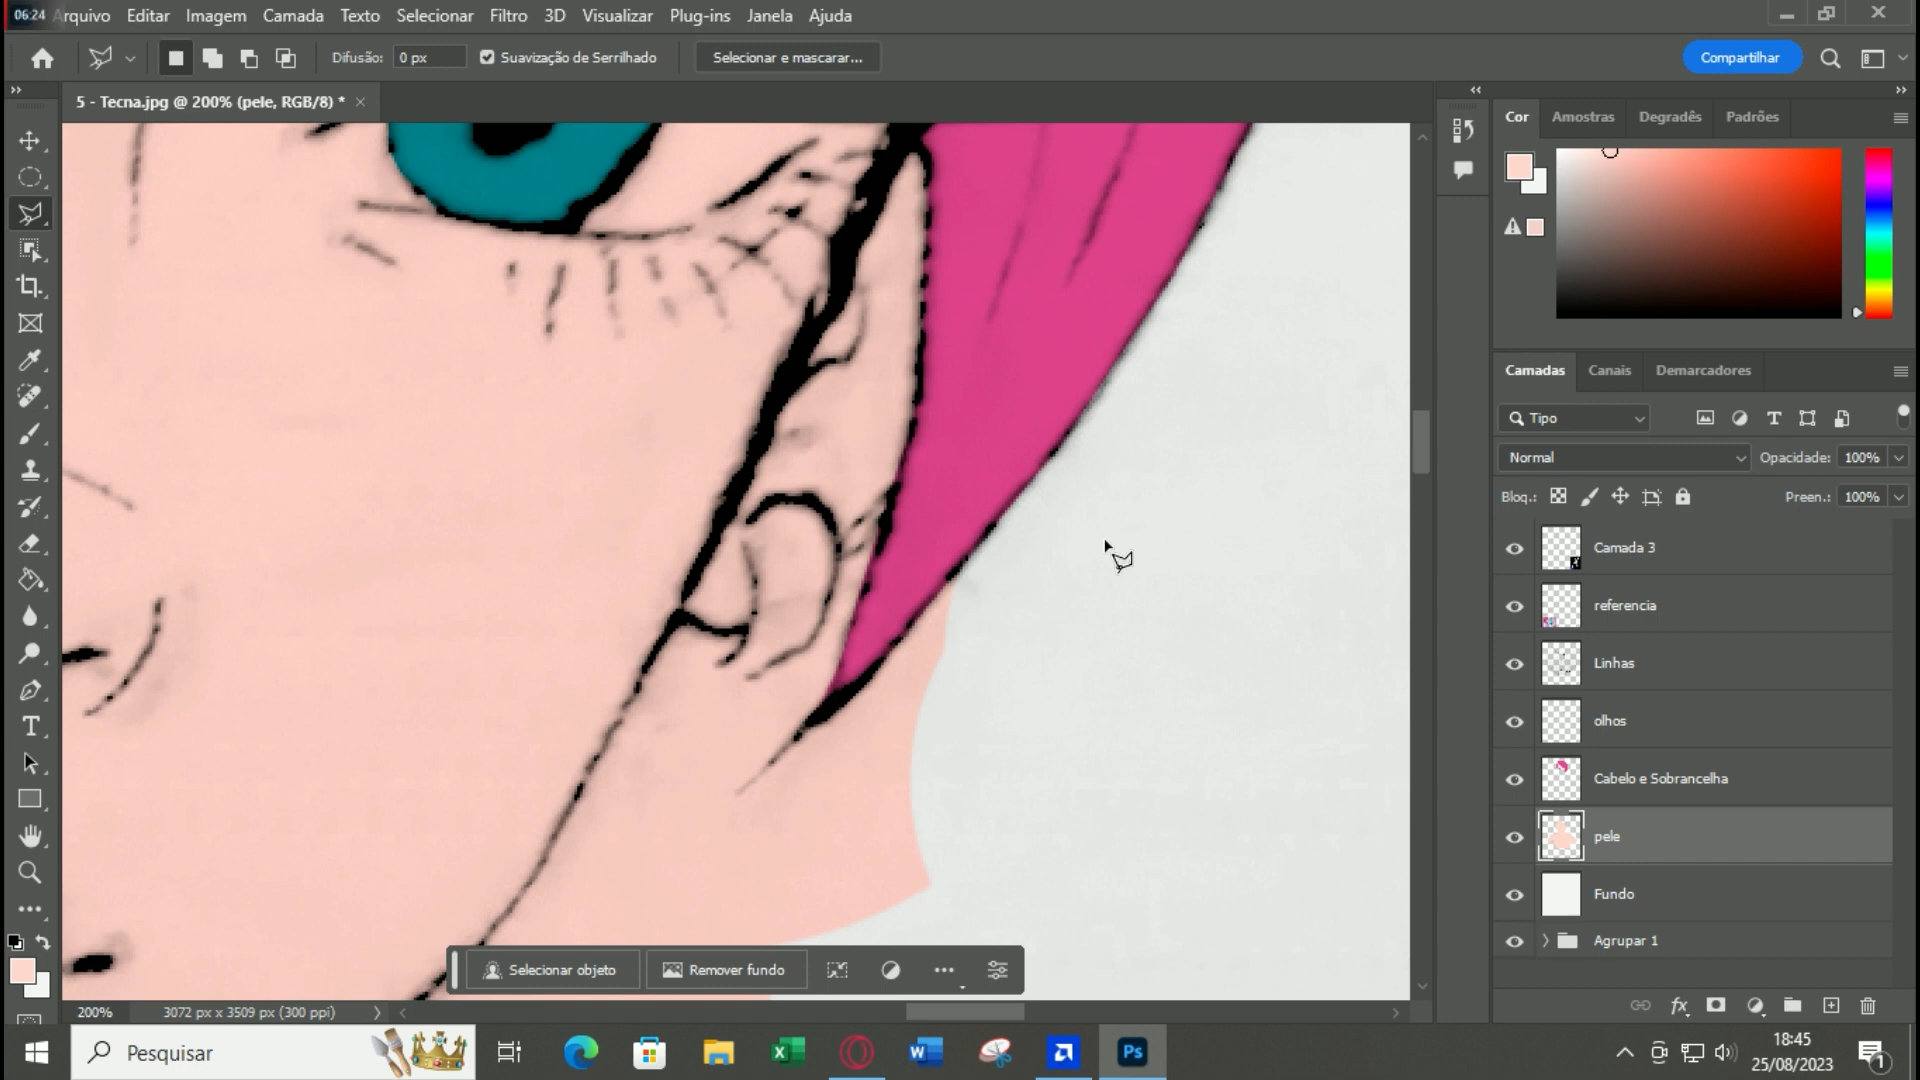 06:24 Arquivo Editar Imagem Camada Texto Selecionar Filtro 3D Visualizar Plug-ins Janela Ajuda
Difusão: 0 px Suavização de Serrilhado Selecionar e mascarar... Compartilhar
5 - Tecna.jpg @ 200% (pele, RGB/8) *
Cor Amostras Degradês Padrões
Camadas Canais Demarcadores
Tipo
Normal Opacidade: 100%
Bloq.: Preen.: 100%
Camada 3
referencia
Linhas
olhos
Cabelo e Sobrancelha
pele
Fundo
Agrupar 1
Selecionar objeto Remover fundo
200% 3072 px x 3509 px (300 ppi)
fx
Pesquisar
Ps
18:45
25/08/2023
1